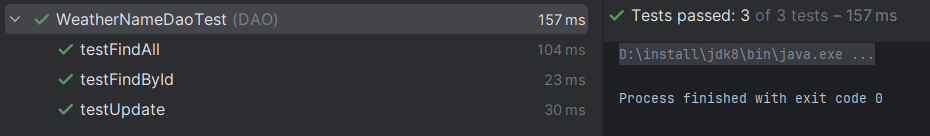 WeatherNameDaoTest (DAO) 157 ms
testFindAll 104 ms
testFindById 23 ms
testUpdate 30 ms
Tests passed: 3 of 3 tests – 157 ms
D:\install\jdk8\bin\java.exe ...
Process finished with exit code 0